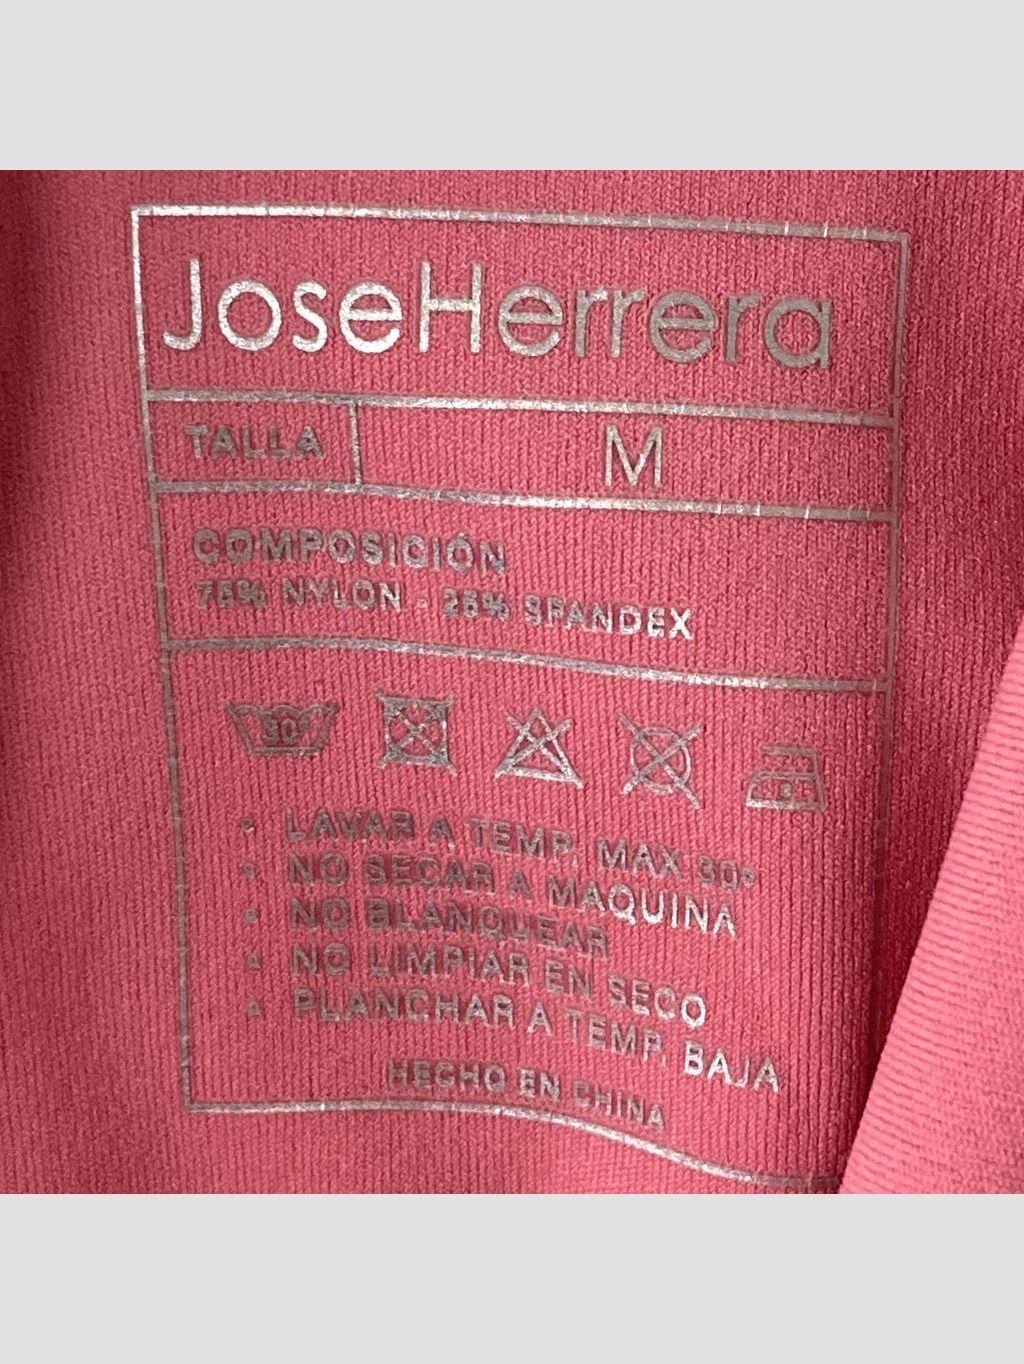 JoseHerrera
TALLA M
COMPOSICIÓN
75% NYLON - 25% SPANDEX
30°
LAVAR A TEMP. MAX 30º
NO SECAR A MAQUINA
NO BLANQUEAR
NO LIMPIAR EN SECO
PLANCHAR A TEMP. BAJA
HECHO EN CHINA